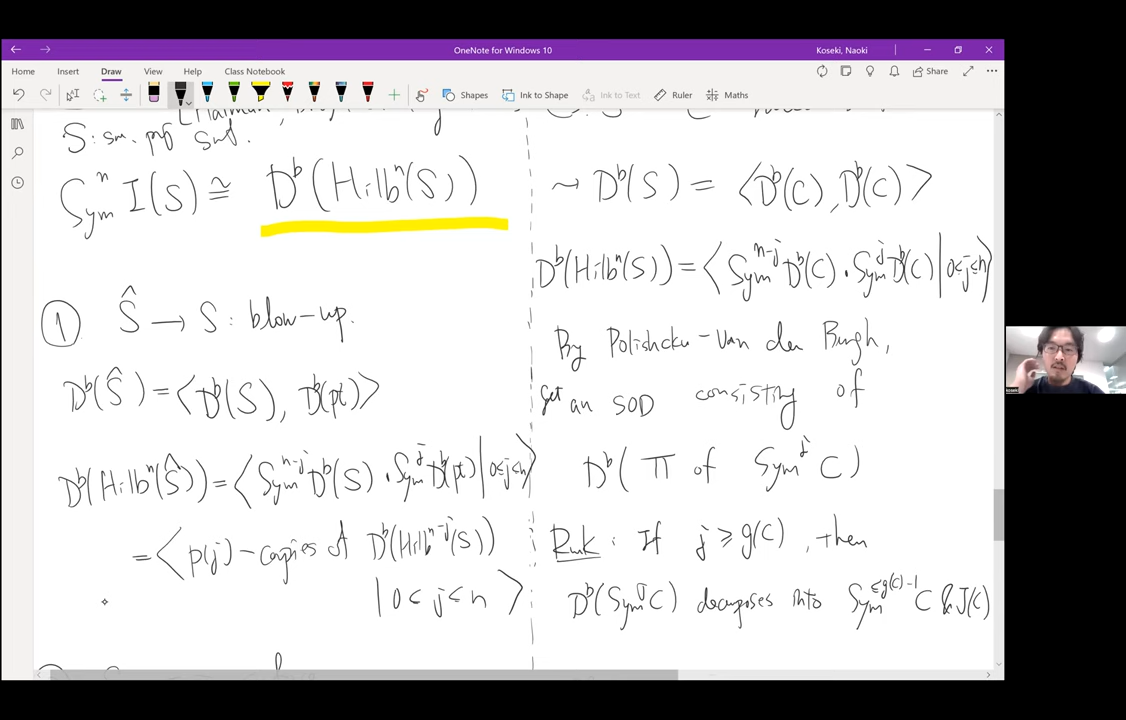 OneNote for Windows 10
Koseki, Naoki
Home Insert Draw View Help Class Notebook
Share
Shapes Ink to Shape Ink to Text Ruler Maths
S: sm. proj surf.
Sym^n I(S) ≅ D^b(Hilb^n(S))
① Ŝ → S : blow-up.
D^b(Ŝ) = <D^b(S), D^b(pt)>
D^b(Hilb^n(Ŝ)) = <Sym^{n-j} D^b(S) · Sym^j D^b(pt) | 0≤j≤n>
= <p(j)-copies of D^b(Hilb^{n-j}(S))
| 0≤j≤n>
~> D^b(S) = <D^b(C), D^b(C)>
D^b(Hilb^n(S)) = <Sym^{n-j} D^b(C) · Sym^j D^b(C) | 0≤j≤n>
By Polishcku-Van den Burgh,
get an SOD consisting of
D^b(Π of Sym^j C)
Rmk : If j ≥ g(C), then
D^b(Sym^j C) decomposes into Sym^{≤g(C)-1} C & J(C)